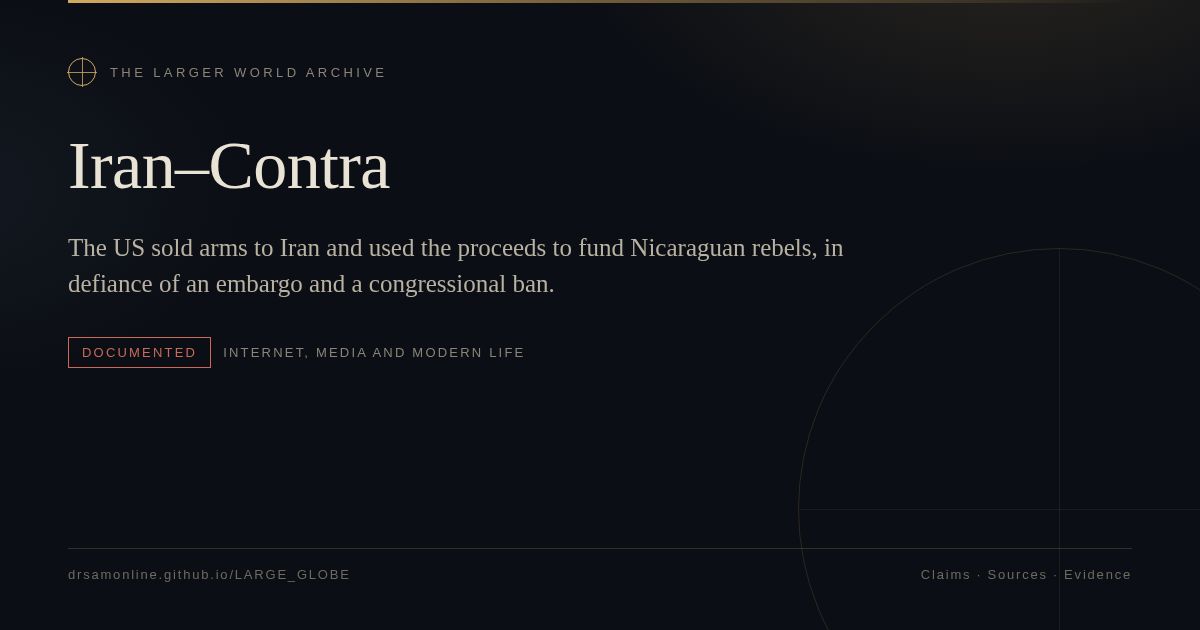 THE LARGER WORLD ARCHIVE
Iran–Contra
The US sold arms to Iran and used the proceeds to fund Nicaraguan rebels, in
defiance of an embargo and a congressional ban.
DOCUMENTED
INTERNET, MEDIA AND MODERN LIFE
drsamonline.github.io/LARGE_GLOBE
Claims · Sources · Evidence